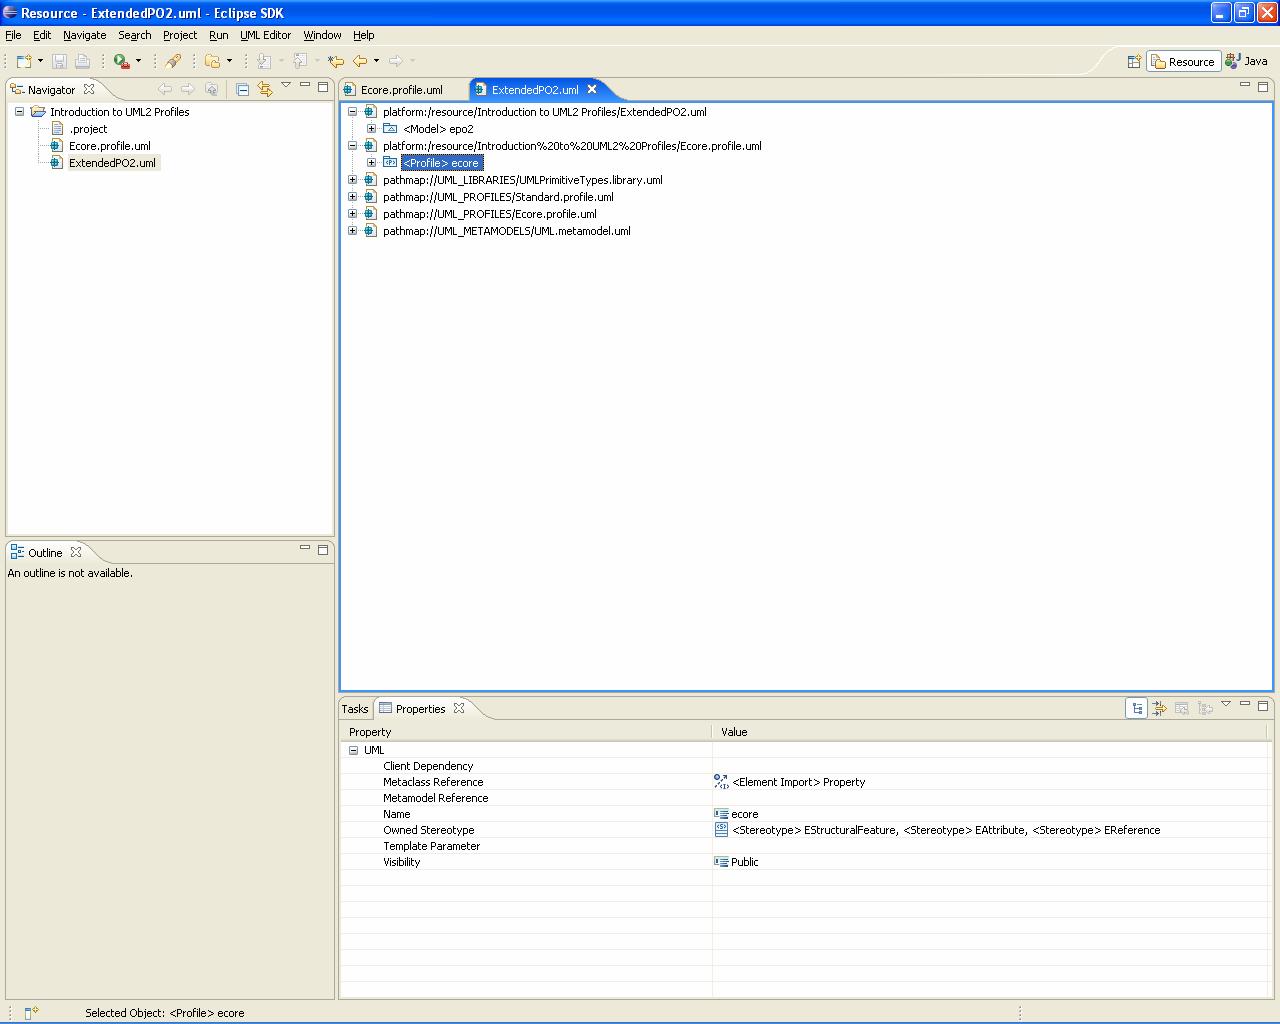 Resource - ExtendedPO2.uml - Eclipse SDK
File Edit Navigate Search Project Run UML Editor Window Help
Resource Java
Navigator
Introduction to UML2 Profiles
.project
Ecore.profile.uml
ExtendedPO2.uml
Ecore.profile.uml ExtendedPO2.uml
platform:/resource/Introduction to UML2 Profiles/ExtendedPO2.uml
<Model> epo2
platform:/resource/Introduction%20to%20UML2%20Profiles/Ecore.profile.uml
<Profile> ecore
pathmap://UML_LIBRARIES/UMLPrimitiveTypes.library.uml
pathmap://UML_PROFILES/Standard.profile.uml
pathmap://UML_PROFILES/Ecore.profile.uml
pathmap://UML_METAMODELS/UML.metamodel.uml
Outline
An outline is not available.
Tasks Properties
Property Value
UML
Client Dependency
Metaclass Reference <Element Import> Property
Metamodel Reference
Name ecore
Owned Stereotype <Stereotype> EStructuralFeature, <Stereotype> EAttribute, <Stereotype> EReference
Template Parameter
Visibility Public
Selected Object: <Profile> ecore